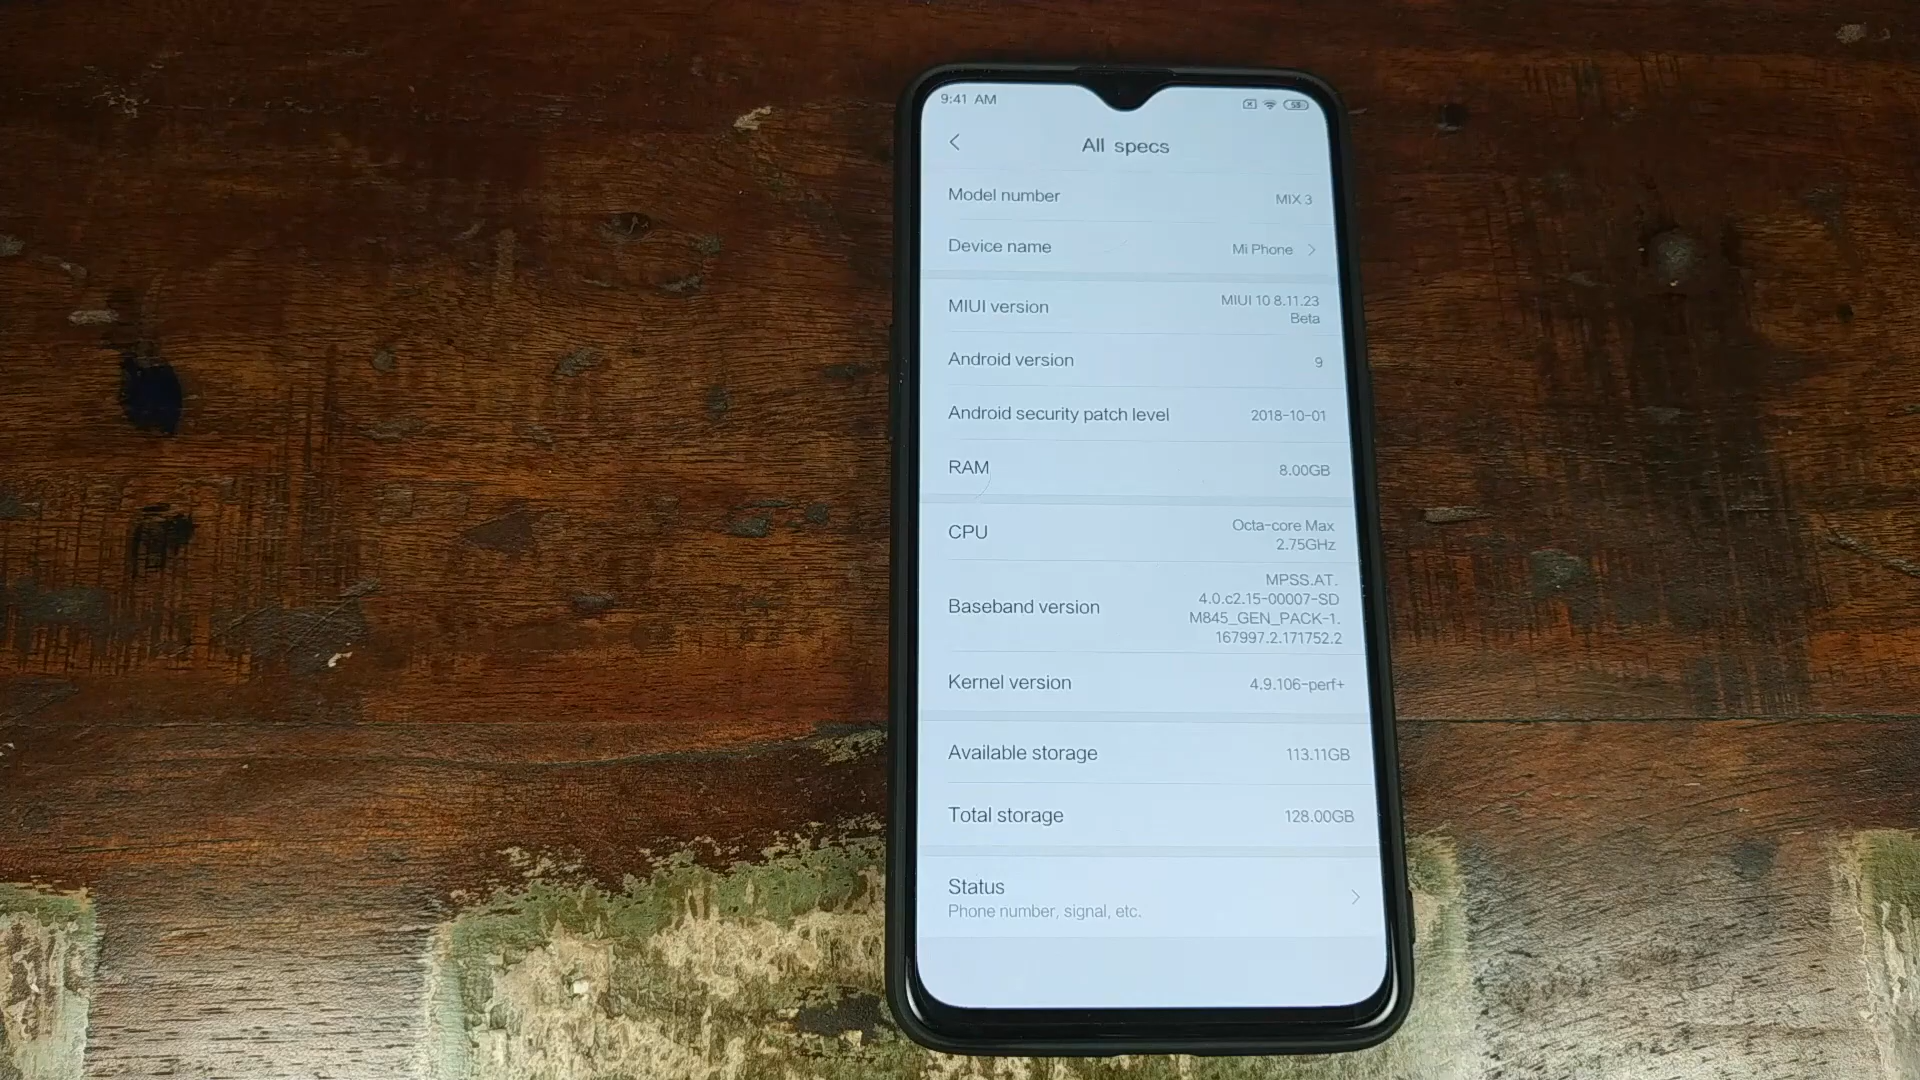 9:41 AM
58
All specs
Model number
MIX 3
Device name
Mi Phone
MIUI version
MIUI 10 8.11.23
Beta
Android version
9
Android security patch level
2018-10-01
RAM
8.00GB
CPU
Octa-core Max
2.75GHz
Baseband version
MPSS.AT.
4.0.c2.15-00007-SD
M845_GEN_PACK-1.
167997.2.171752.2
Kernel version
4.9.106-perf+
Available storage
113.11GB
Total storage
128.00GB
Status
Phone number, signal, etc.